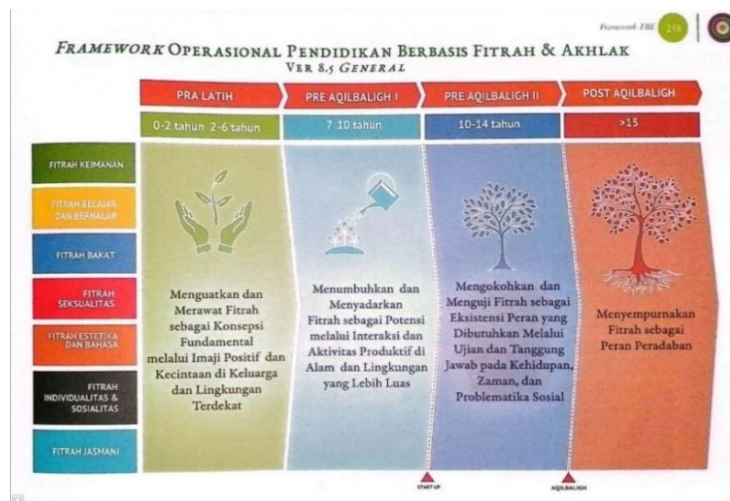 Framework FBE 238
FRAMEWORK OPERASIONAL PENDIDIKAN BERBASIS FITRAH & AKHLAK
VER 8.5 GENERAL
PRA LATIH
PRE AQILBALIGH I
PRE AQILBALIGH II
POST AQILBALIGH
0-2 tahun 2-6 tahun
7-10 tahun
10-14 tahun
>15
FITRAH KEIMANAN
FITRAH BELAJAR
DAN BERNALAR
FITRAH BAKAT
FITRAH
SEKSUALITAS
FITRAH ESTETIKA
DAN BAHASA
FITRAH
INDIVIDUALITAS &
SOSIALITAS
FITRAH JASMANI
Menguatkan dan
Merawat Fitrah
sebagai Konsepsi
Fundamental
melalui Imaji Positif dan
Kecintaan di Keluarga
dan Lingkungan
Terdekat
Menumbuhkan dan
Menyadarkan
Fitrah sebagai Potensi
melalui Interaksi dan
Aktivitas Produktif di
Alam dan Lingkungan
yang Lebih Luas
Mengokohkan dan
Menguji Fitrah sebagai
Eksistensi Peran yang
Dibutuhkan Melalui
Ujian dan Tanggung
Jawab pada Kehidupan,
Zaman, dan
Problematika Sosial
Menyempurnakan
Fitrah sebagai
Peran Peradaban
START UP
AQILBALIGH